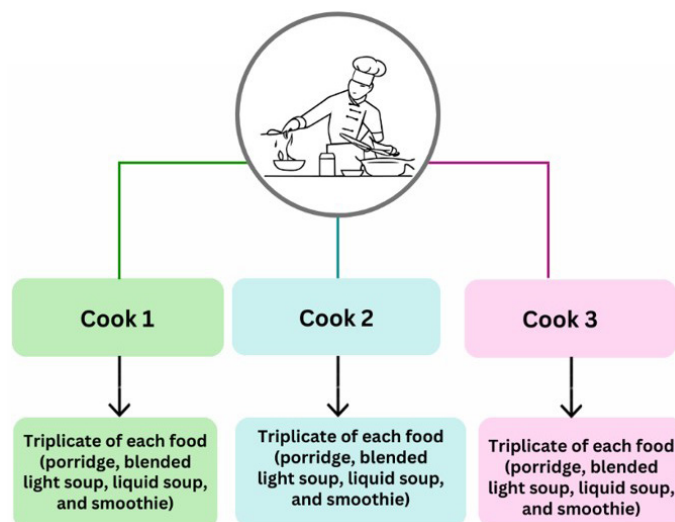 Cook 1
Cook 2
Cook 3
Triplicate of each food
(porridge, blended
light soup, liquid soup,
and smoothie)
Triplicate of each food
(porridge, blended
light soup, liquid soup,
and smoothie)
Triplicate of each food
(porridge, blended
light soup, liquid soup,
and smoothie)